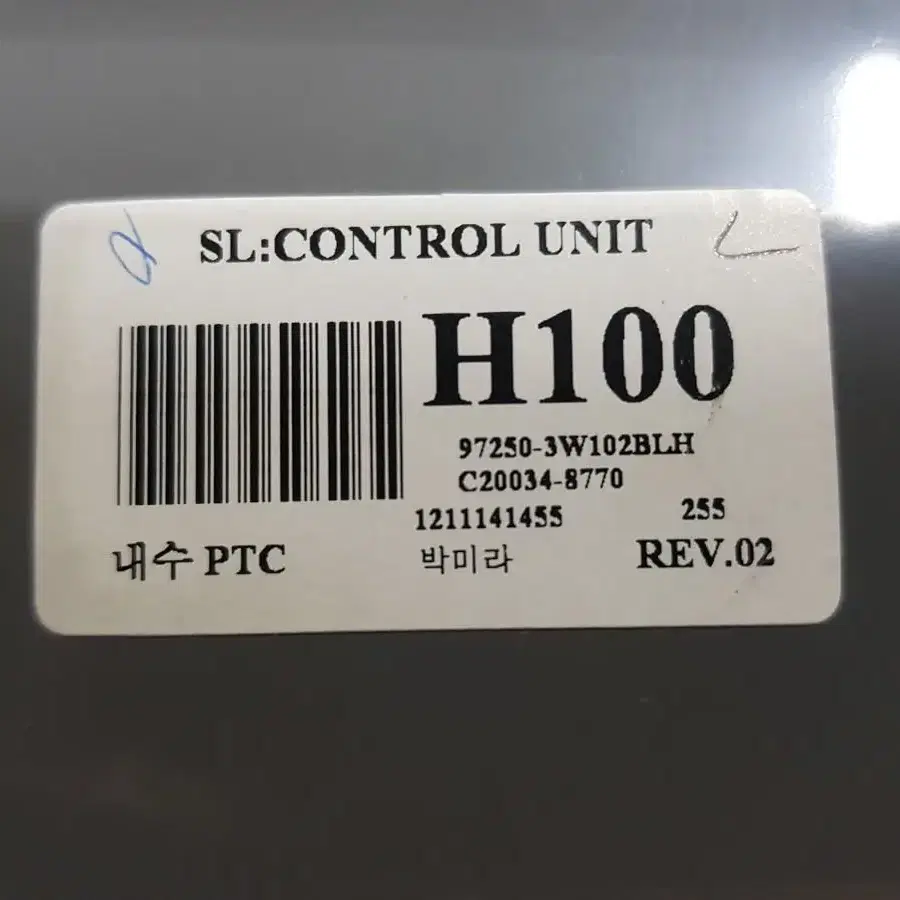 SL:CONTROL UNIT
H100
97250-3W102BLH
C20034-8770
1211141455 255
내수 PTC 박미라 REV.02